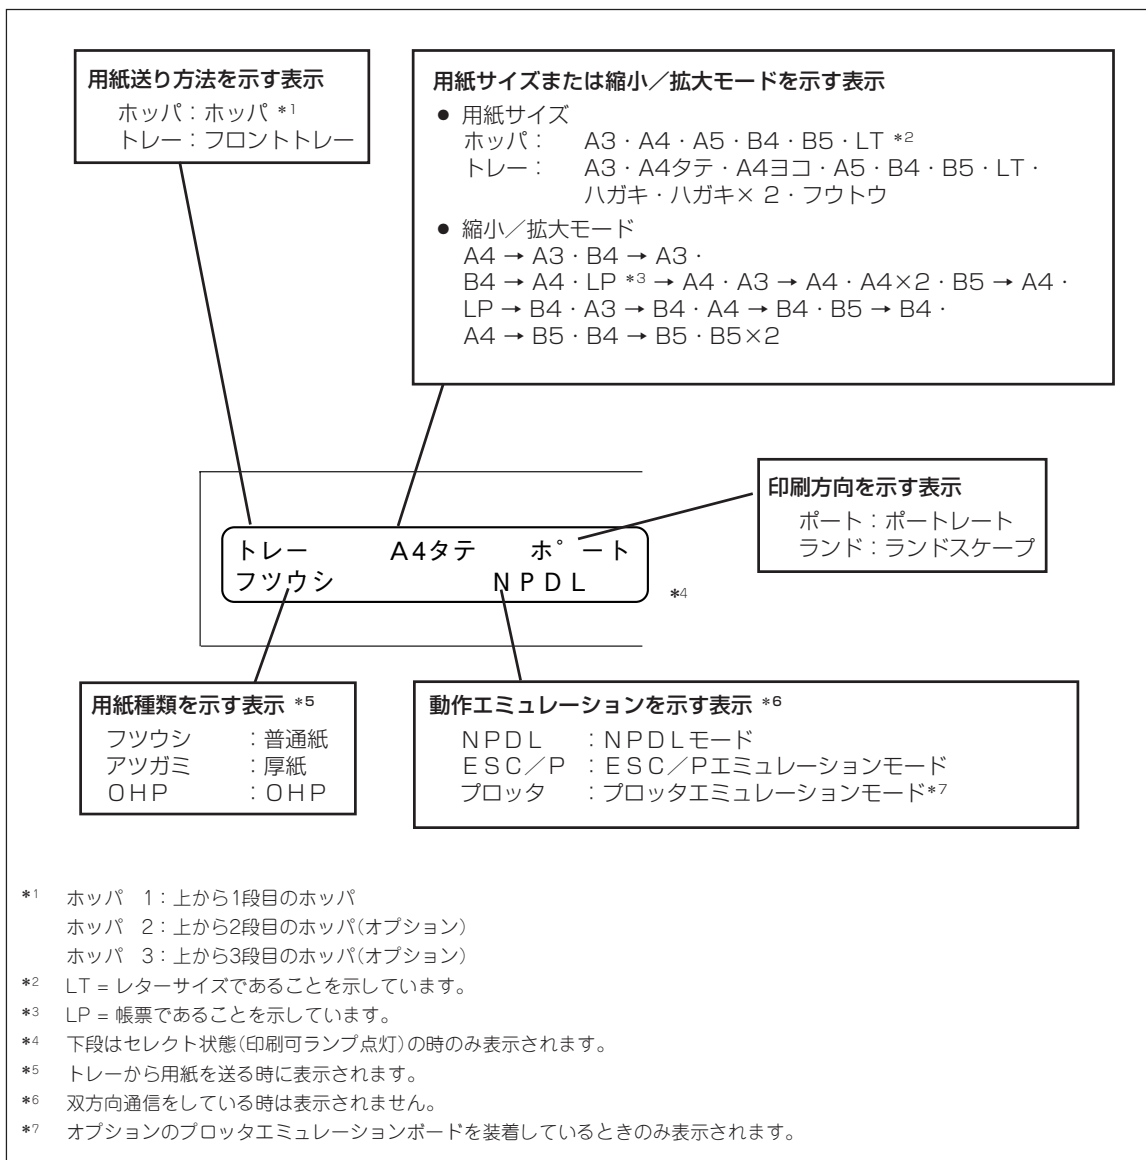 用紙送り方法を示す表示
ホッパ：ホッパ *1
トレー：フロントトレー
用紙サイズまたは縮小／拡大モードを示す表示
● 用紙サイズ
ホッパ： A3・A4・A5・B4・B5・LT *2
トレー： A3・A4タテ・A4ヨコ・A5・B4・B5・LT・
ハガキ・ハガキ× 2・フウトウ
● 縮小／拡大モード
A4 → A3・B4 → A3・
B4 → A4・LP *3 → A4・A3 → A4・A4×2・B5 → A4・
LP → B4・A3 → B4・A4 → B4・B5 → B4・
A4 → B5・B4 → B5・B5×2
印刷方向を示す表示
ポート：ポートレート
ランド：ランドスケープ
トレー A4タテ ホ゜ート
フツウシ NPDL *4
用紙種類を示す表示 *5
フツウシ ：普通紙
アツガミ ：厚紙
OHP ：OHP
動作エミュレーションを示す表示 *6
NPDL ：NPDLモード
ESC／P ：ESC／Pエミュレーションモード
プロッタ ：プロッタエミュレーションモード*7
*1 ホッパ 1：上から1段目のホッパ
ホッパ 2：上から2段目のホッパ(オプション)
ホッパ 3：上から3段目のホッパ(オプション)
*2 LT = レターサイズであることを示しています。
*3 LP = 帳票であることを示しています。
*4 下段はセレクト状態(印刷可ランプ点灯)の時のみ表示されます。
*5 トレーから用紙を送る時に表示されます。
*6 双方向通信をしている時は表示されません。
*7 オプションのプロッタエミュレーションボードを装着しているときのみ表示されます。